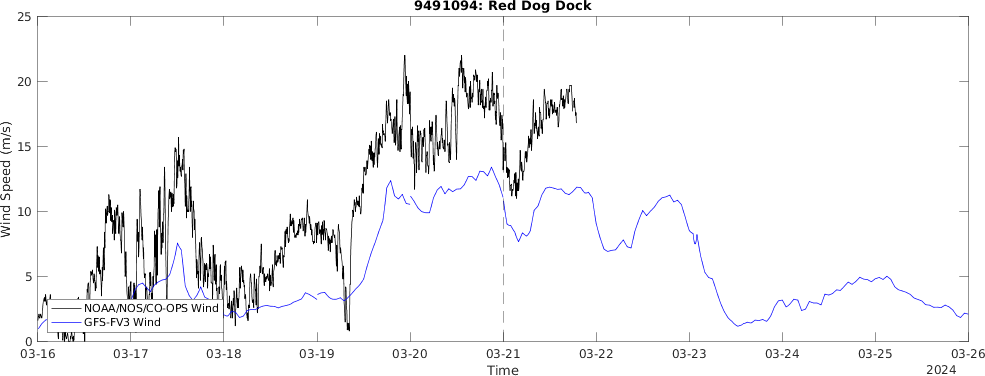 9491094: Red Dog Dock
25
20
15
10
5
0
Wind Speed (m/s)
NOAA/NOS/CO-OPS Wind
GFS-FV3 Wind
03-16 03-17 03-18 03-19 03-20 03-21 03-22 03-23 03-24 03-25 03-26
Time
2024